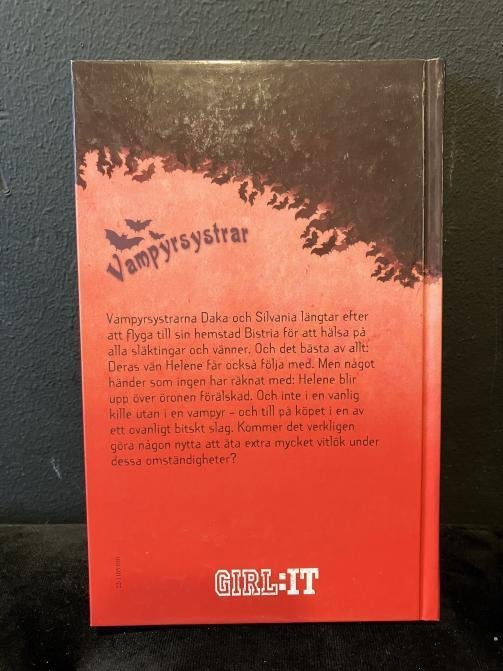 Vampyrsystrar
Vampyrsystrarna Daka och Silvania längtar efter
att flyga till sin hemstad Bistria för att hälsa på
alla släktingar och vänner. Och det bästa av allt:
Deras vän Helene får också följa med. Men något
händer som ingen har räknat med: Helene blir
upp över öronen förälskad. Och inte i en vanlig
kille utan i en vampyr – och till på köpet i en av
ett ovanligt bitskt slag. Kommer det verkligen
göra någon nytta att äta extra mycket vitlök under
dessa omständigheter?
GIRL:IT